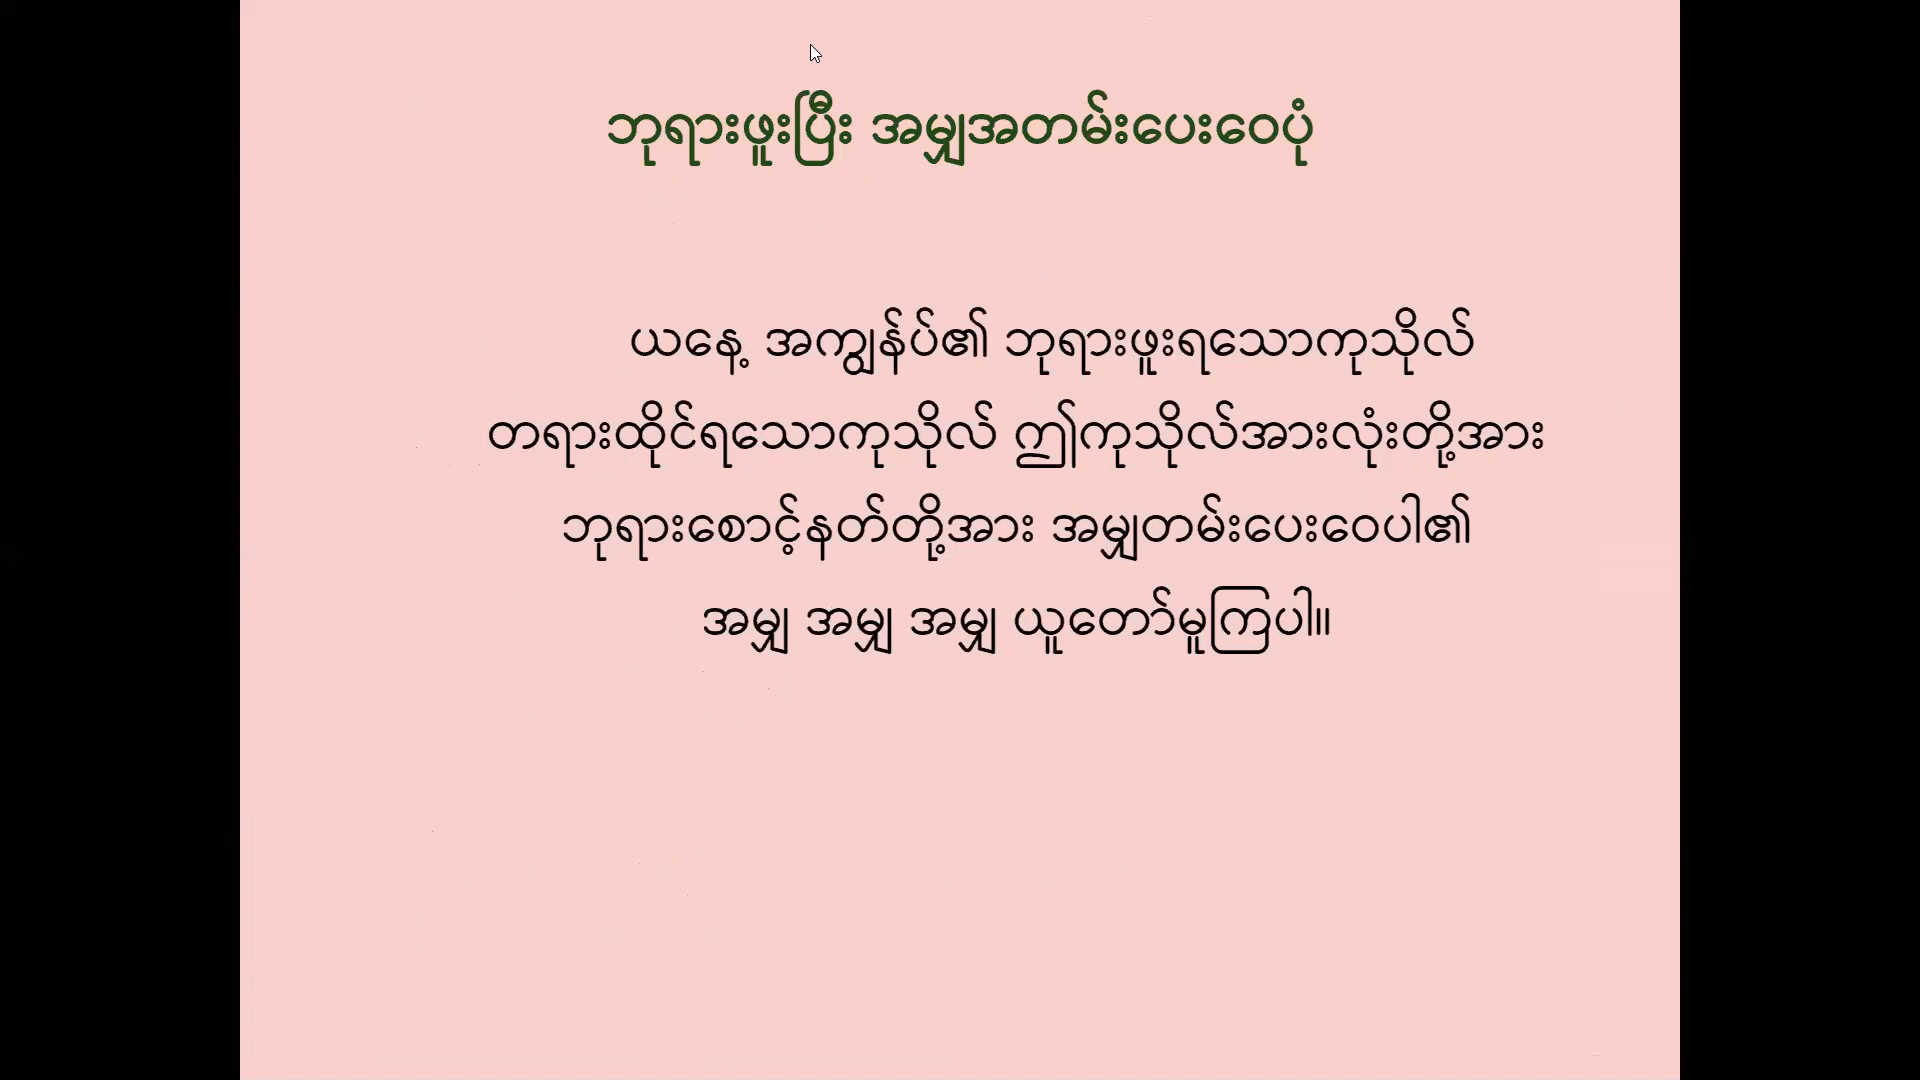 ဘုရားဖူးပြီး အမျှအတမ်းပေးဝေပုံ
ယနေ့ အကျွန်ုပ်၏ ဘုရားဖူးရသောကုသိုလ်
တရားထိုင်ရသောကုသိုလ် ဤကုသိုလ်အားလုံးတို့အား
ဘုရားစောင့်နတ်တို့အား အမျှတမ်းပေးဝေပါ၏
အမျှ အမျှ အမျှ ယူတော်မူကြပါ။